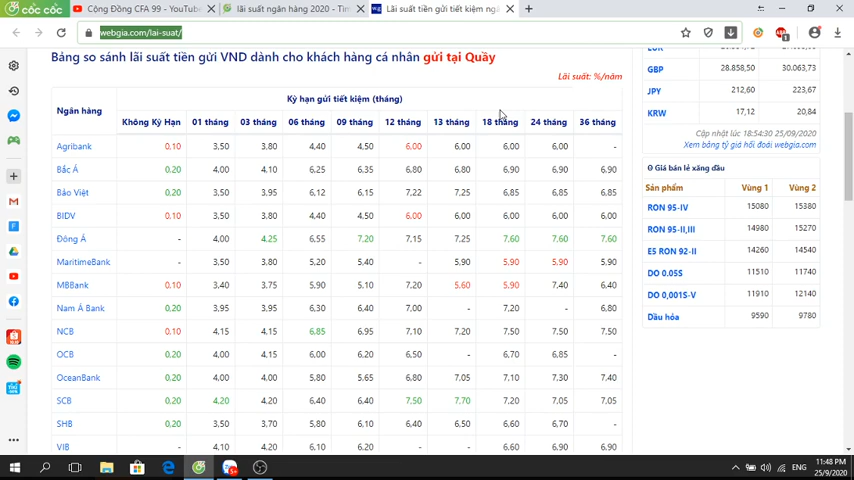 CỐC CỐC
Cộng Đồng CFA 99 - YouTube
lãi suất ngân hàng 2020 - Tìm
Lãi suất tiền gửi tiết kiệm ngâ
webgia.com/lai-suat/
Bảng so sánh lãi suất tiền gửi VND dành cho khách hàng cá nhân gửi tại Quầy
Lãi suất: %/năm
Ngân hàng
Kỳ hạn gửi tiết kiệm (tháng)
Không Kỳ Hạn 01 tháng 03 tháng 06 tháng 09 tháng 12 tháng 13 tháng 18 tháng 24 tháng 36 tháng
Agribank 0,10 3,50 3,80 4,40 4,50 6,00 6,00 6,00 6,00 -
Bắc Á 0,20 4,00 4,10 6,25 6,35 6,80 6,80 6,90 6,90 6,90
Bảo Việt 0,20 3,50 3,95 6,12 6,15 7,22 7,25 6,85 6,85 6,85
BIDV 0,10 3,50 3,80 4,40 4,50 6,00 6,00 6,00 6,00 6,00
Đông Á - 4,00 4,25 6,55 7,20 7,15 7,25 7,60 7,60 7,60
MaritimeBank - 3,50 3,80 5,20 5,40 - 5,90 5,90 5,90 5,90
MBBank 0,10 3,40 3,75 5,90 5,10 7,20 5,60 5,90 7,40 6,40
Nam Á Bank 0,20 3,95 3,95 6,30 6,40 7,00 - 7,20 - 6,80
NCB 0,10 4,15 4,15 6,85 6,95 7,10 7,20 7,50 7,50 7,50
OCB 0,20 4,00 4,15 6,00 6,20 6,50 - 6,70 6,85 -
OceanBank 0,20 4,00 4,00 5,80 5,65 6,80 7,05 7,10 7,30 7,40
SCB 0,20 4,20 4,20 6,40 6,40 7,50 7,70 7,20 7,05 7,05
SHB 0,20 3,50 3,70 5,80 6,10 6,40 6,50 6,60 6,70 -
VIB - 4,10 4,20 6,10 6,20 - - 6,60 6,90 6,90
GBP 28.858,50 30.063,73
JPY 212,60 223,67
KRW 17,12 20,84
Cập nhật lúc 18:54:30 25/09/2020
Xem bảng tỷ giá hối đoái webgia.com
Giá bán lẻ xăng dầu
Sản phẩm Vùng 1 Vùng 2
RON 95-IV 15080 15380
RON 95-II,III 14980 15270
E5 RON 92-II 14260 14540
DO 0.05S 11510 11740
DO 0,001S-V 11910 12140
Dầu hỏa 9590 9780
ENG
11:48 PM
25/9/2020